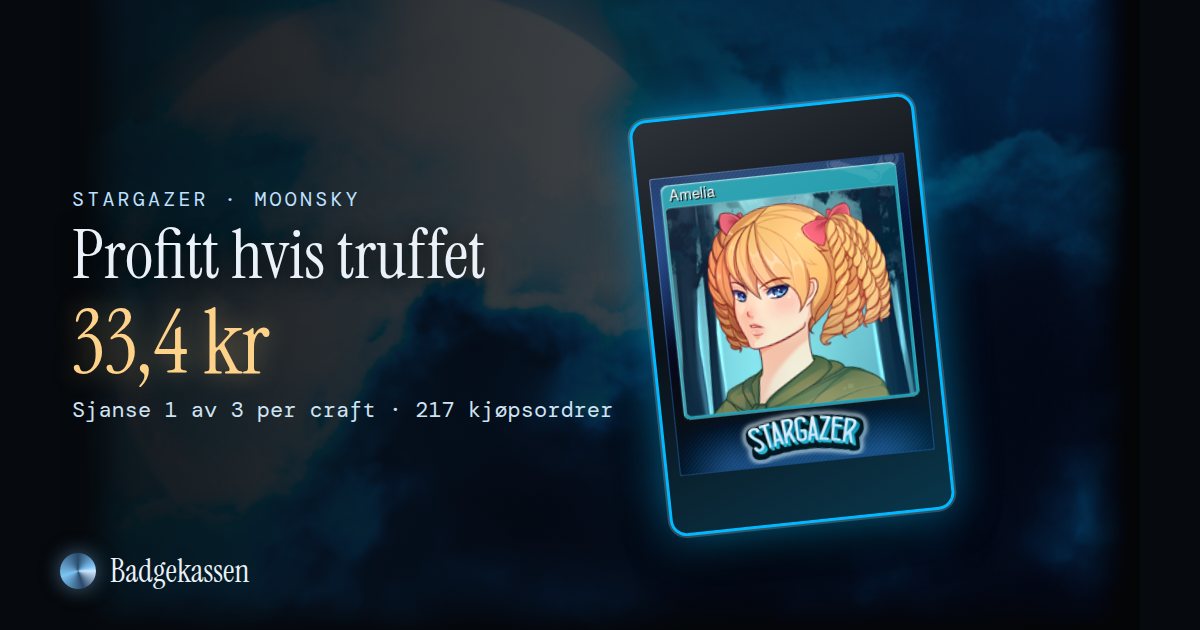 STARGAZER · MOONSKY
Profitt hvis truffet
33,4 kr
Sjanse 1 av 3 per craft · 217 kjøpsordrer
Badgekassen
Amelia
STARGAZER